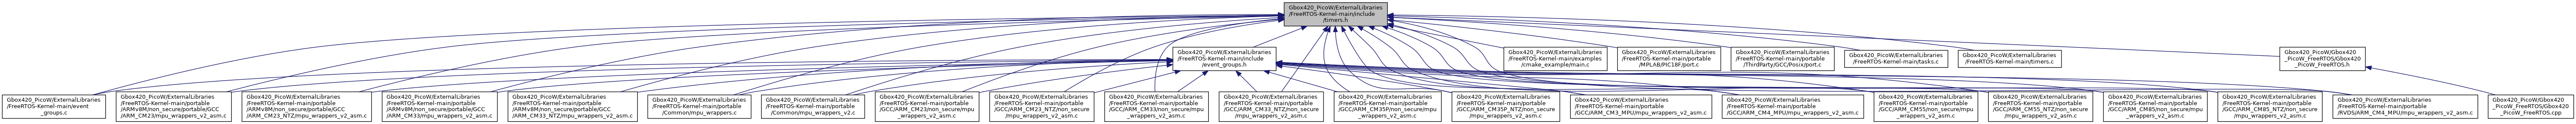 Gbox420_PicoW/ExternalLibraries
/FreeRTOS-Kernel-main/include
/timers.h
Gbox420_PicoW/ExternalLibraries
/FreeRTOS-Kernel-main/include
/event_groups.h
Gbox420_PicoW/ExternalLibraries
/FreeRTOS-Kernel-main/examples
/cmake_example/main.c
Gbox420_PicoW/ExternalLibraries
/FreeRTOS-Kernel-main/portable
/MPLAB/PIC18F/port.c
Gbox420_PicoW/ExternalLibraries
/FreeRTOS-Kernel-main/portable
/ThirdParty/GCC/Posix/port.c
Gbox420_PicoW/ExternalLibraries
/FreeRTOS-Kernel-main/tasks.c
Gbox420_PicoW/ExternalLibraries
/FreeRTOS-Kernel-main/timers.c
Gbox420_PicoW/Gbox420
_PicoW_FreeRTOS/Gbox420
_PicoW_FreeRTOS.h
Gbox420_PicoW/ExternalLibraries
/FreeRTOS-Kernel-main/event
_groups.c
Gbox420_PicoW/ExternalLibraries
/FreeRTOS-Kernel-main/portable
/ARMv8M/non_secure/portable/GCC
/ARM_CM23/mpu_wrappers_v2_asm.c
Gbox420_PicoW/ExternalLibraries
/FreeRTOS-Kernel-main/portable
/ARMv8M/non_secure/portable/GCC
/ARM_CM23_NTZ/mpu_wrappers_v2_asm.c
Gbox420_PicoW/ExternalLibraries
/FreeRTOS-Kernel-main/portable
/ARMv8M/non_secure/portable/GCC
/ARM_CM33/mpu_wrappers_v2_asm.c
Gbox420_PicoW/ExternalLibraries
/FreeRTOS-Kernel-main/portable
/ARMv8M/non_secure/portable/GCC
/ARM_CM33_NTZ/mpu_wrappers_v2_asm.c
Gbox420_PicoW/ExternalLibraries
/FreeRTOS-Kernel-main/portable
/Common/mpu_wrappers.c
Gbox420_PicoW/ExternalLibraries
/FreeRTOS-Kernel-main/portable
/Common/mpu_wrappers_v2.c
Gbox420_PicoW/ExternalLibraries
/FreeRTOS-Kernel-main/portable
/GCC/ARM_CM23/non_secure/mpu
_wrappers_v2_asm.c
Gbox420_PicoW/ExternalLibraries
/FreeRTOS-Kernel-main/portable
/GCC/ARM_CM23_NTZ/non_secure
/mpu_wrappers_v2_asm.c
Gbox420_PicoW/ExternalLibraries
/FreeRTOS-Kernel-main/portable
/GCC/ARM_CM33/non_secure/mpu
_wrappers_v2_asm.c
Gbox420_PicoW/ExternalLibraries
/FreeRTOS-Kernel-main/portable
/GCC/ARM_CM33_NTZ/non_secure
/mpu_wrappers_v2_asm.c
Gbox420_PicoW/ExternalLibraries
/FreeRTOS-Kernel-main/portable
/GCC/ARM_CM35P/non_secure/mpu
_wrappers_v2_asm.c
Gbox420_PicoW/ExternalLibraries
/FreeRTOS-Kernel-main/portable
/GCC/ARM_CM35P_NTZ/non_secure
/mpu_wrappers_v2_asm.c
Gbox420_PicoW/ExternalLibraries
/FreeRTOS-Kernel-main/portable
/GCC/ARM_CM3_MPU/mpu_wrappers_v2_asm.c
Gbox420_PicoW/ExternalLibraries
/FreeRTOS-Kernel-main/portable
/GCC/ARM_CM4_MPU/mpu_wrappers_v2_asm.c
Gbox420_PicoW/ExternalLibraries
/FreeRTOS-Kernel-main/portable
/GCC/ARM_CM55/non_secure/mpu
_wrappers_v2_asm.c
Gbox420_PicoW/ExternalLibraries
/FreeRTOS-Kernel-main/portable
/GCC/ARM_CM55_NTZ/non_secure
/mpu_wrappers_v2_asm.c
Gbox420_PicoW/ExternalLibraries
/FreeRTOS-Kernel-main/portable
/GCC/ARM_CM85/non_secure/mpu
_wrappers_v2_asm.c
Gbox420_PicoW/ExternalLibraries
/FreeRTOS-Kernel-main/portable
/GCC/ARM_CM85_NTZ/non_secure
/mpu_wrappers_v2_asm.c
Gbox420_PicoW/ExternalLibraries
/FreeRTOS-Kernel-main/portable
/RVDS/ARM_CM4_MPU/mpu_wrappers_v2_asm.c
Gbox420_PicoW/Gbox420
_PicoW_FreeRTOS/Gbox420
_PicoW_FreeRTOS.cpp